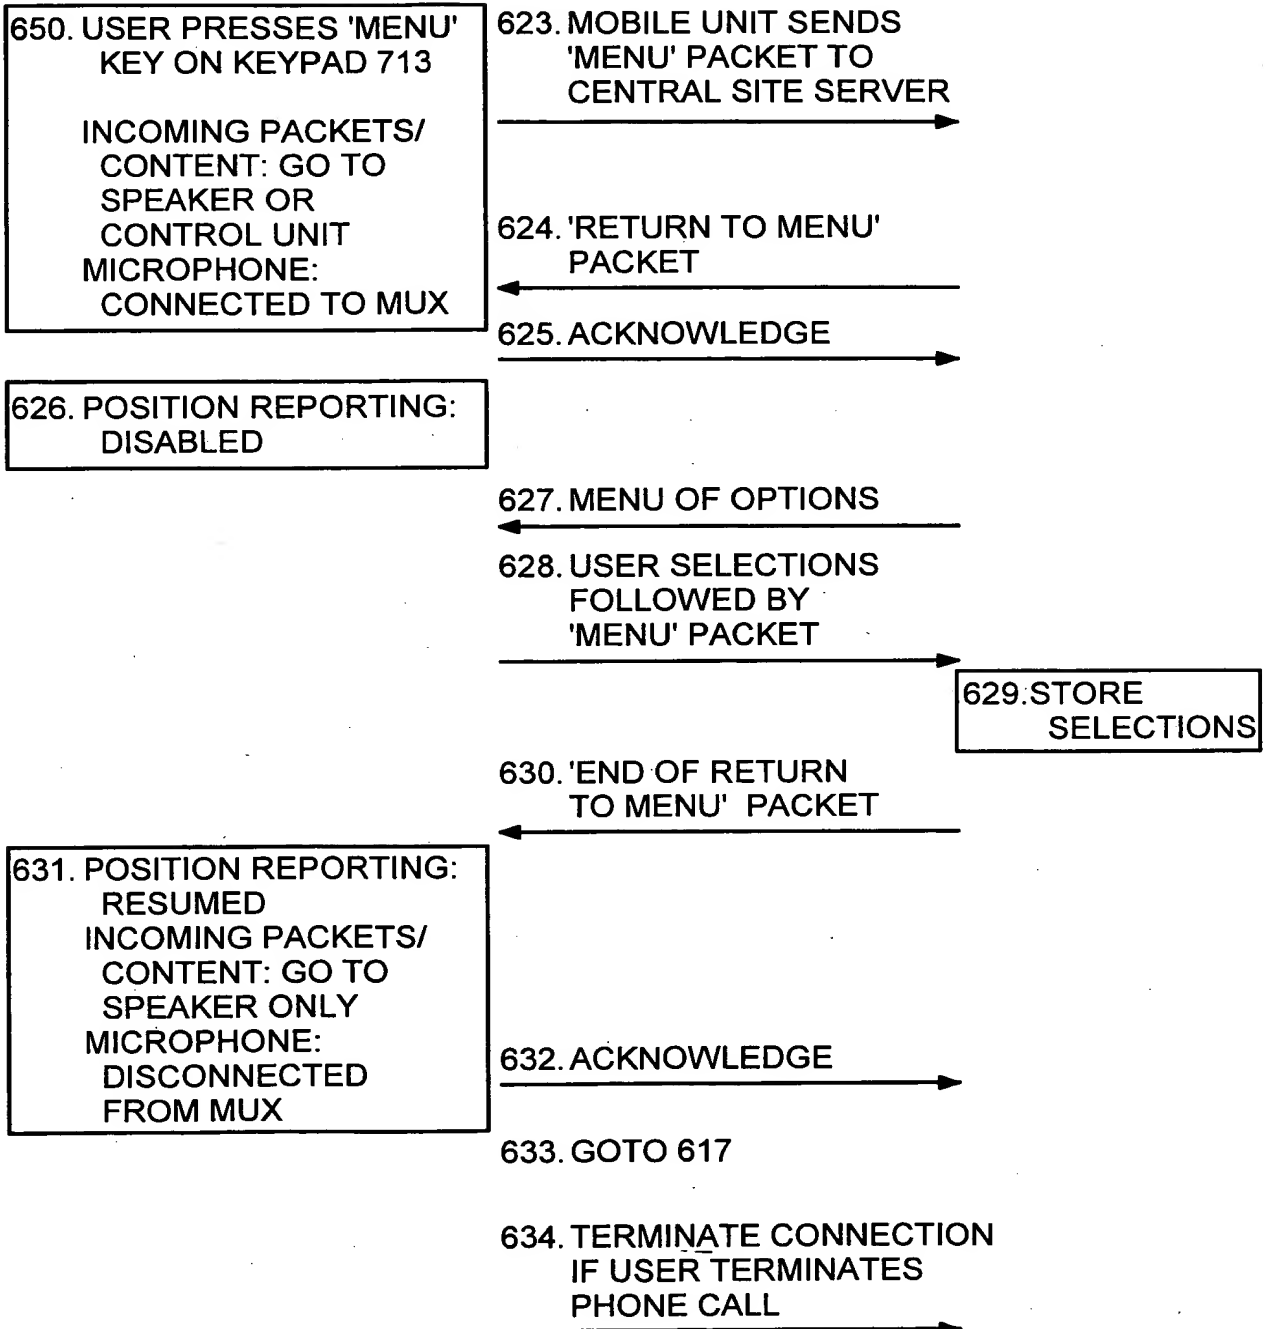 650. USER PRESSES 'MENU'
KEY ON KEYPAD 713
INCOMING PACKETS/
CONTENT: GO TO
SPEAKER OR
CONTROL UNIT
MICROPHONE:
CONNECTED TO MUX
623. MOBILE UNIT SENDS
'MENU' PACKET TO
CENTRAL SITE SERVER
624. 'RETURN TO MENU'
PACKET
625. ACKNOWLEDGE
626. POSITION REPORTING:
DISABLED
627. MENU OF OPTIONS
628. USER SELECTIONS
FOLLOWED BY
'MENU' PACKET
629. STORE
SELECTIONS
630. 'END OF RETURN
TO MENU' PACKET
631. POSITION REPORTING:
RESUMED
INCOMING PACKETS/
CONTENT: GO TO
SPEAKER ONLY
MICROPHONE:
DISCONNECTED
FROM MUX
632. ACKNOWLEDGE
633. GOTO 617
634. TERMINATE CONNECTION
IF USER TERMINATES
PHONE CALL